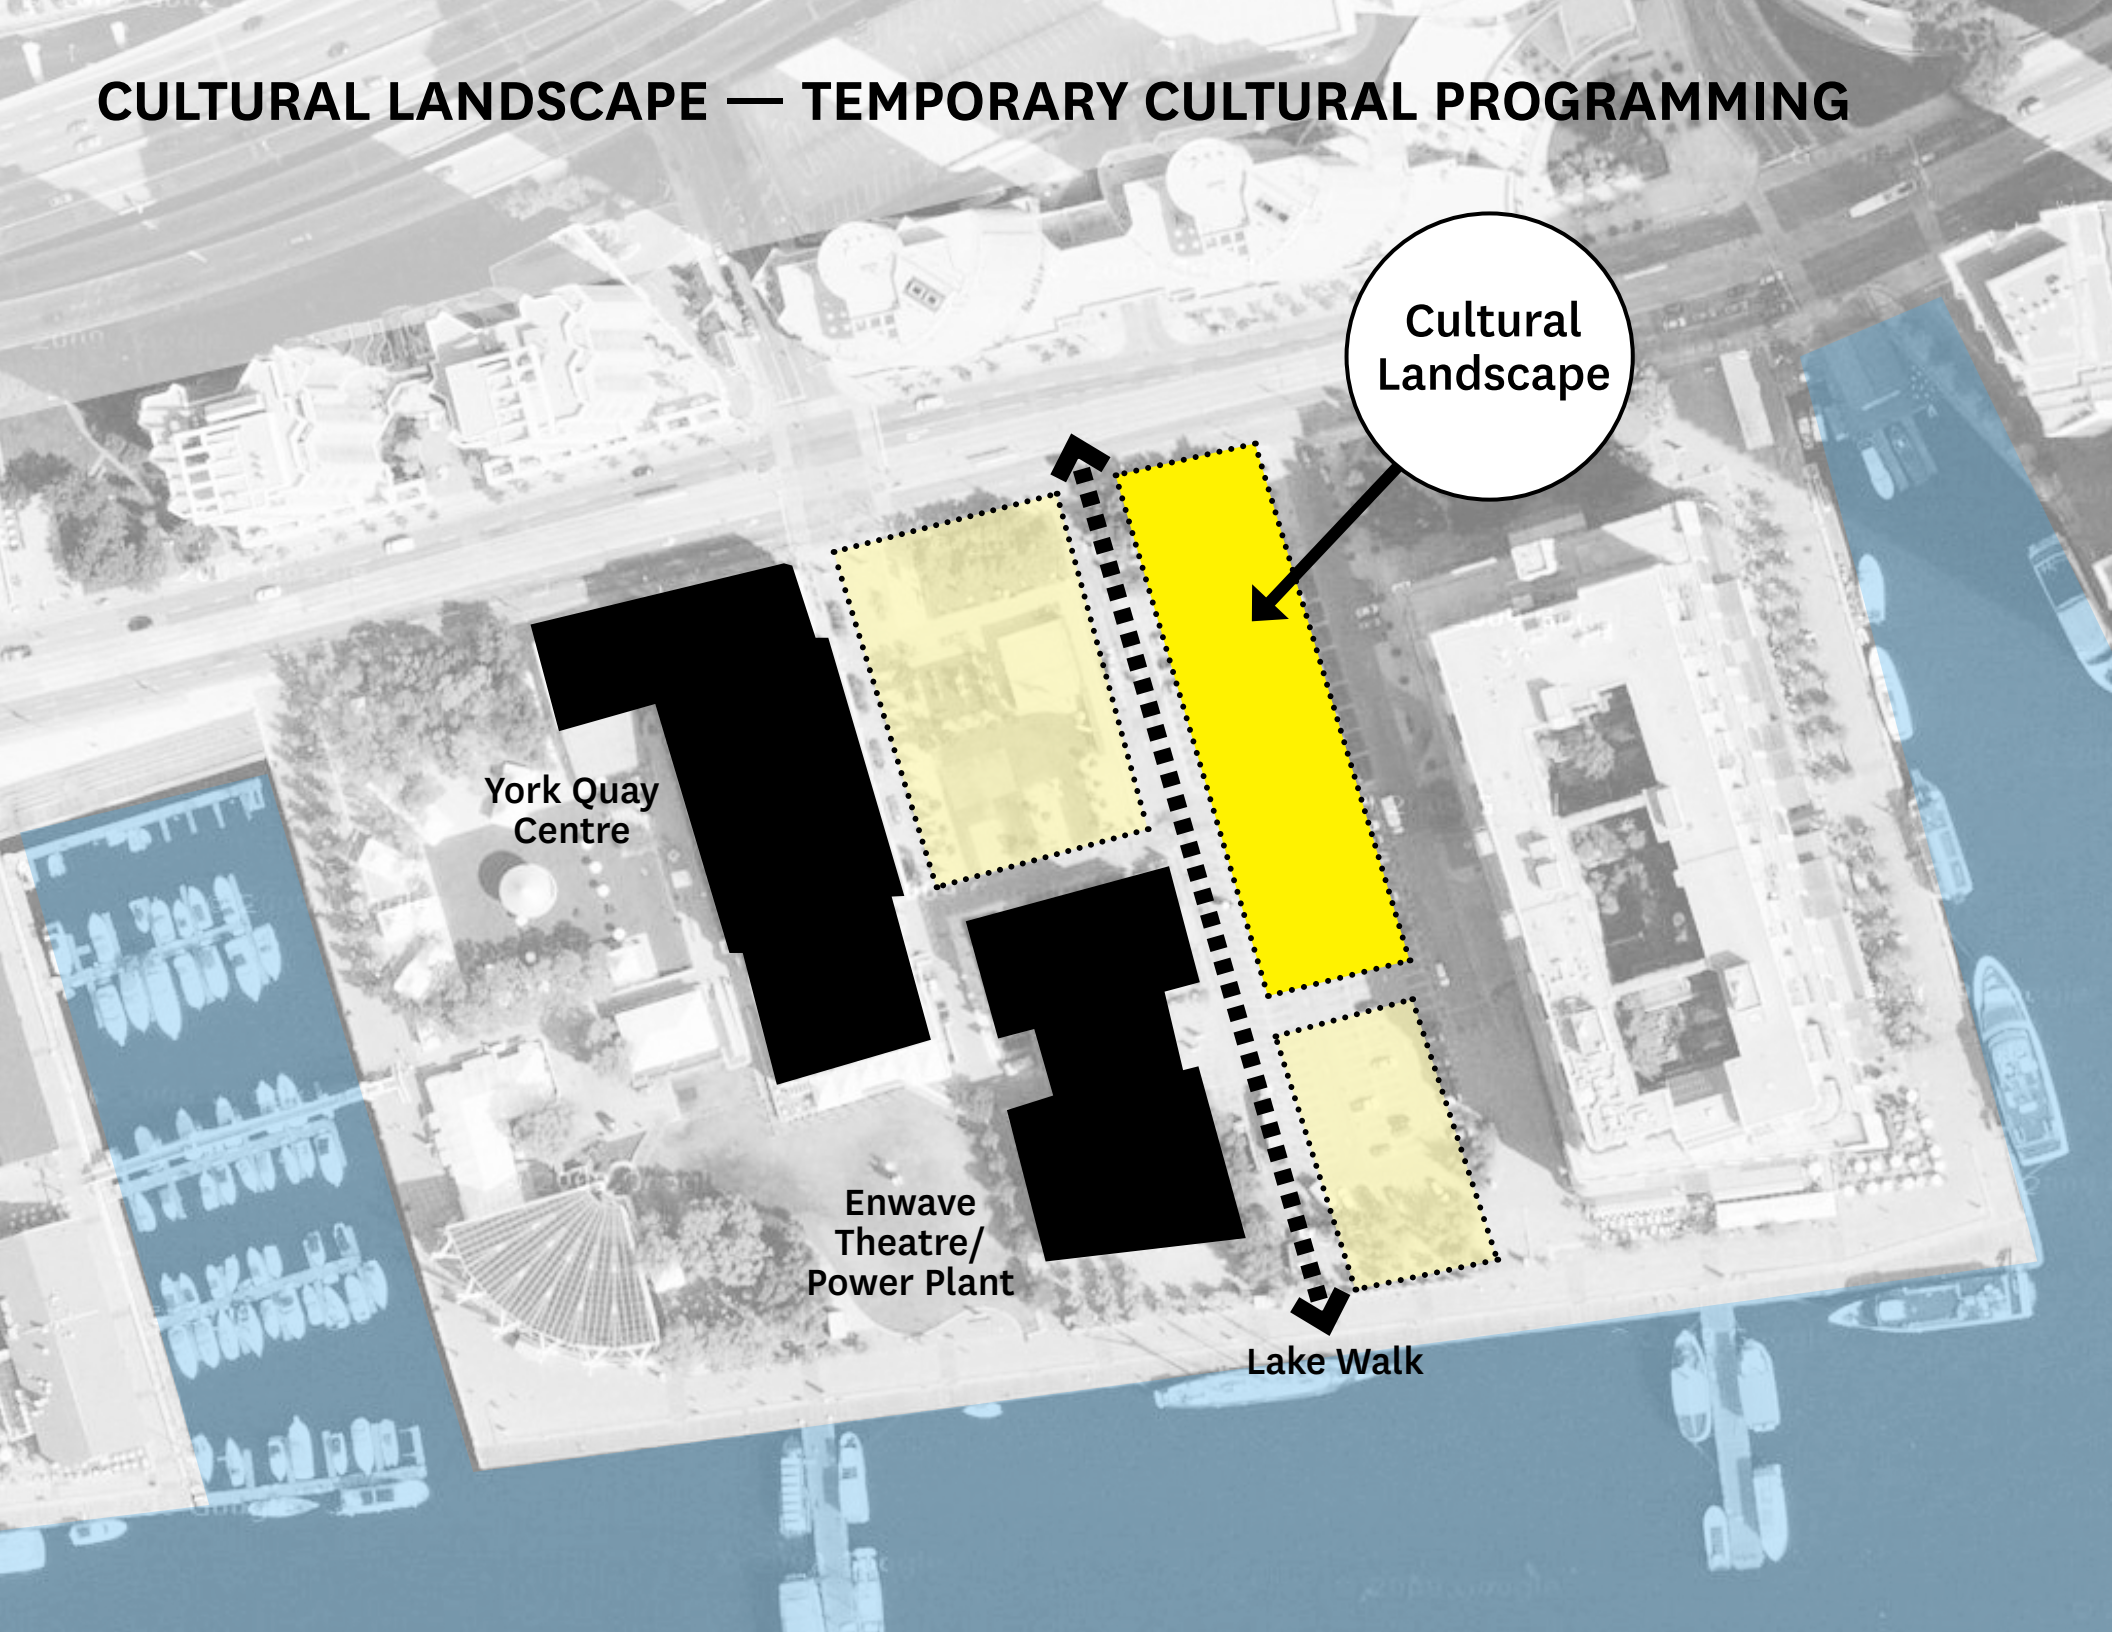 CULTURAL LANDSCAPE — TEMPORARY CULTURAL PROGRAMMING
Cultural
Landscape
York Quay
Centre
Enwave
Theatre/
Power Plant
Lake Walk